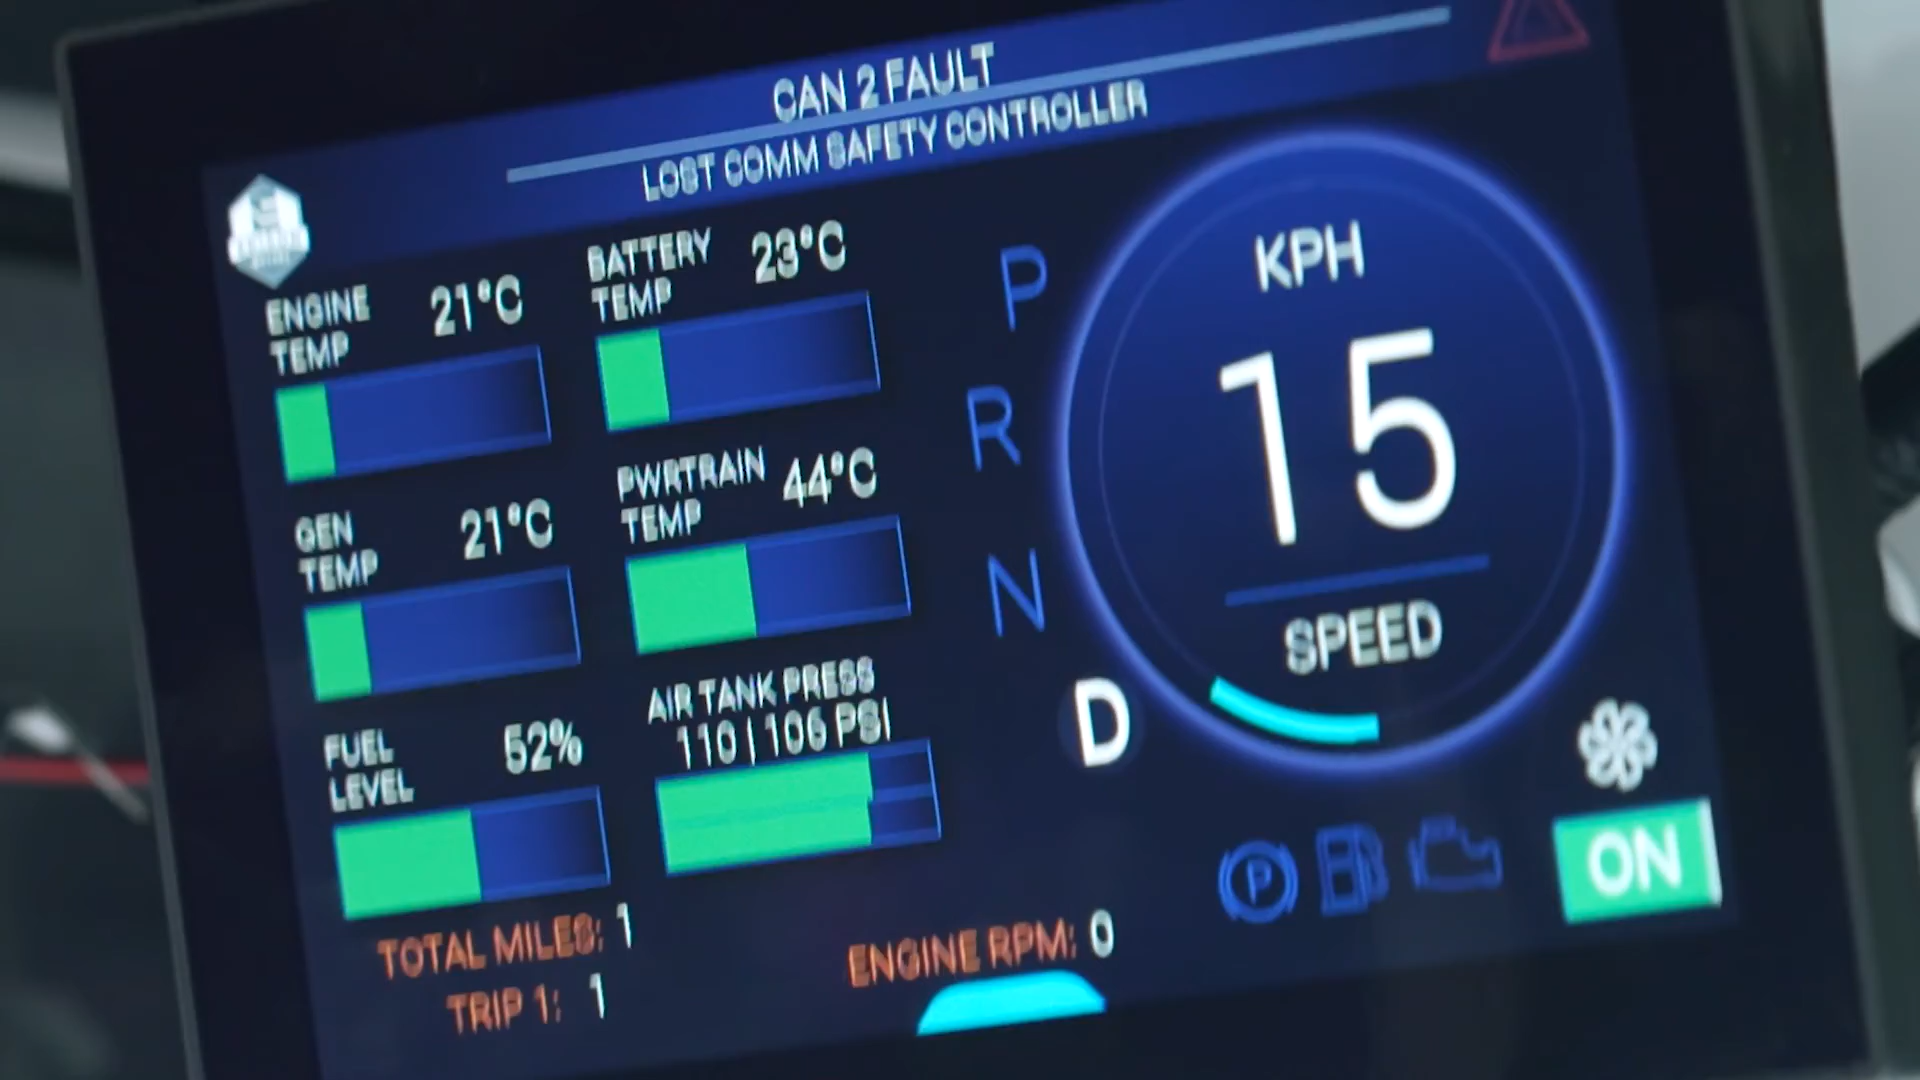 CAN 2 FAULT
LOST COMM SAFETY CONTROLLER
ENGINE
TEMP
21°C
BATTERY
TEMP
23°C
GEN
TEMP
21°C
PWRTRAIN
TEMP
44°C
FUEL
LEVEL
52%
AIR TANK PRESS
110 | 106 PSI
TOTAL MILES: 1
TRIP 1: 1
ENGINE RPM: 0
P
R
N
D
KPH
15
SPEED
P
ON